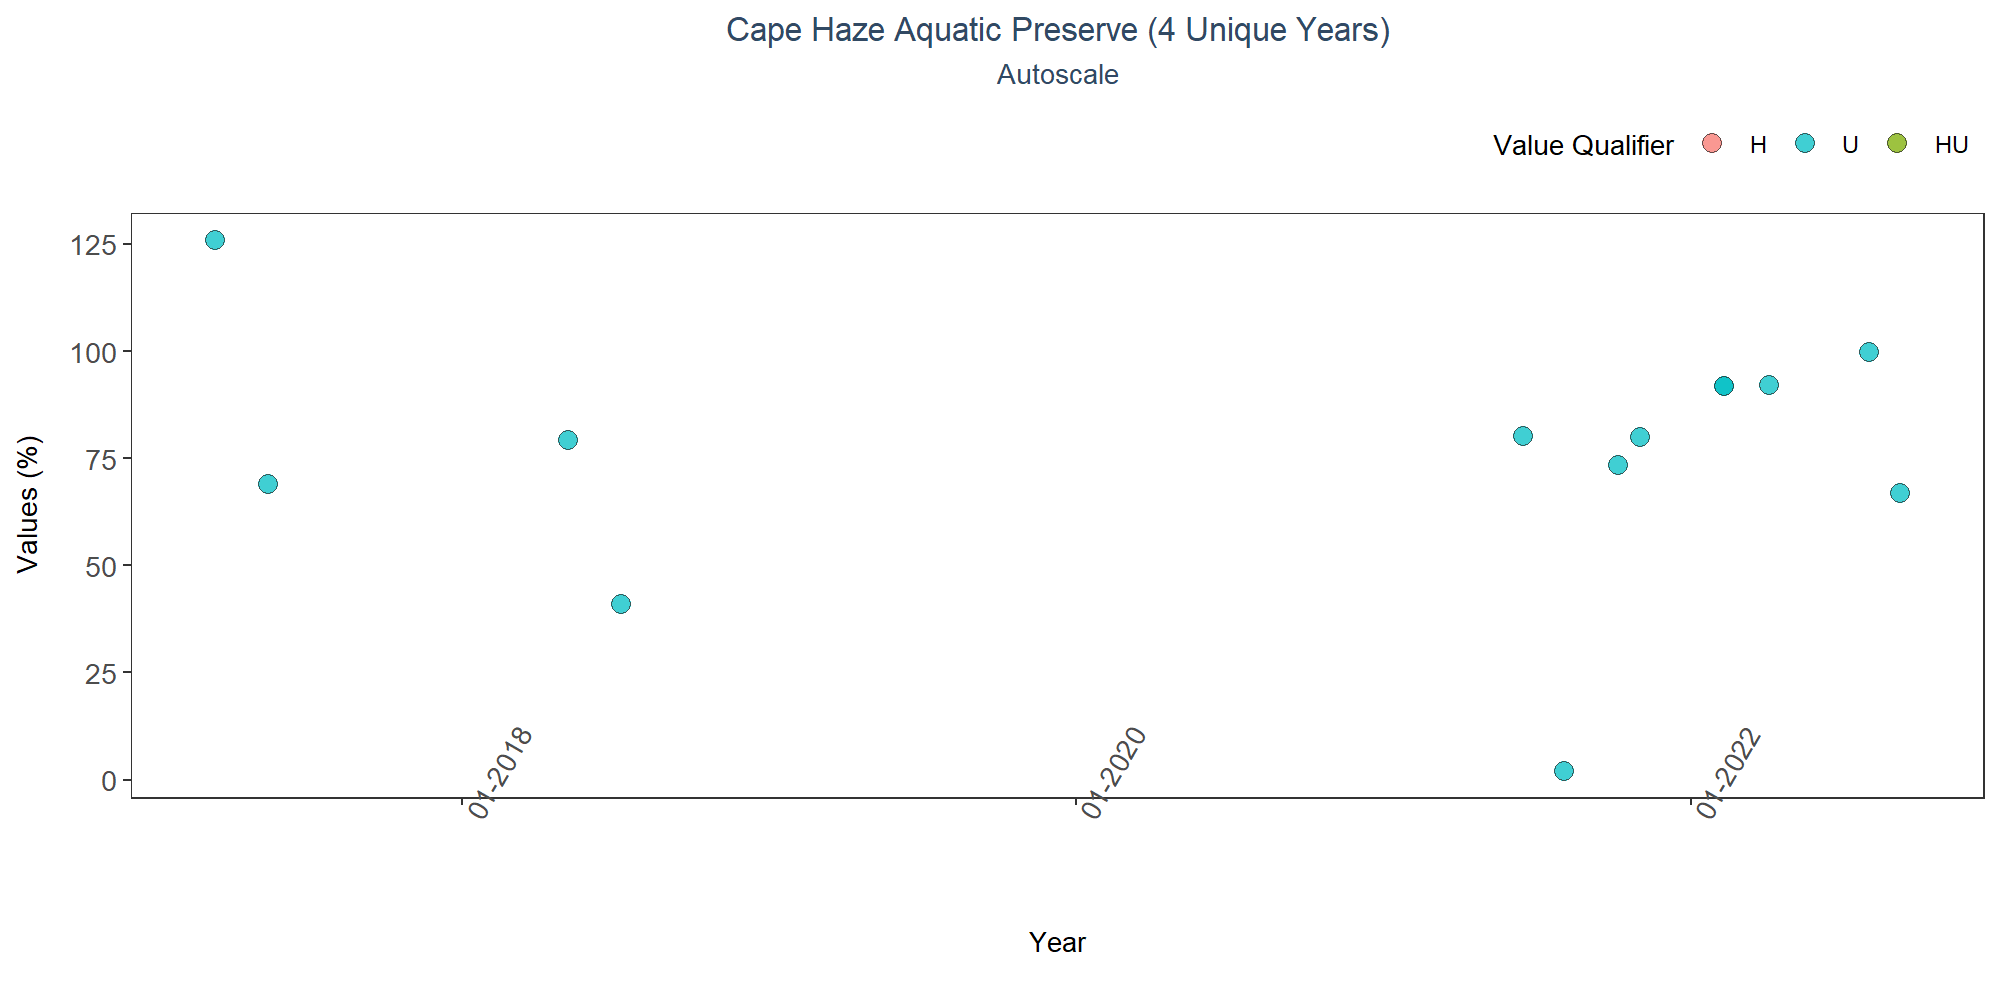 Cape Haze Aquatic Preserve (4 Unique Years)
Autoscale
Value Qualifier H U HU
125
100
75
50
25
0
Values (%)
01-2018 01-2020 01-2022
Year